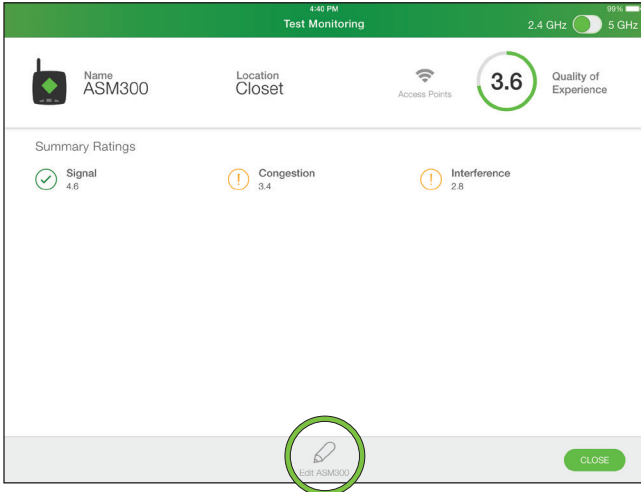 4:40 PM
99%
Test Monitoring
2.4 GHz
5 GHz
Name
ASM300
Location
Closet
Access Points
3.6
Quality of
Experience
Summary Ratings
Signal
4.6
! Congestion
3.4
! Interference
2.8
Edit ASM300
CLOSE